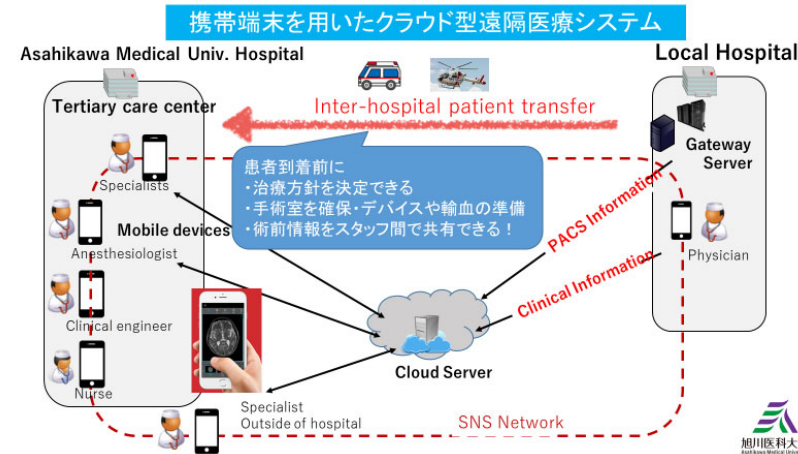 携帯端末を用いたクラウド型遠隔医療システム
Asahikawa Medical Univ. Hospital
Local Hospital
Tertiary care center
Inter-hospital patient transfer
Gateway
Server
患者到着前に
・治療方針を決定できる
・手術室を確保・デバイスや輸血の準備
・術前情報をスタッフ間で共有できる！
Specialists
Mobile devices
Anesthesiologist
PACS Information
Physician
Clinical Information
Clinical engineer
Cloud Server
Nurse
Specialist
Outside of hospital
SNS Network
旭川医科大
Asahikawa Medical Unive